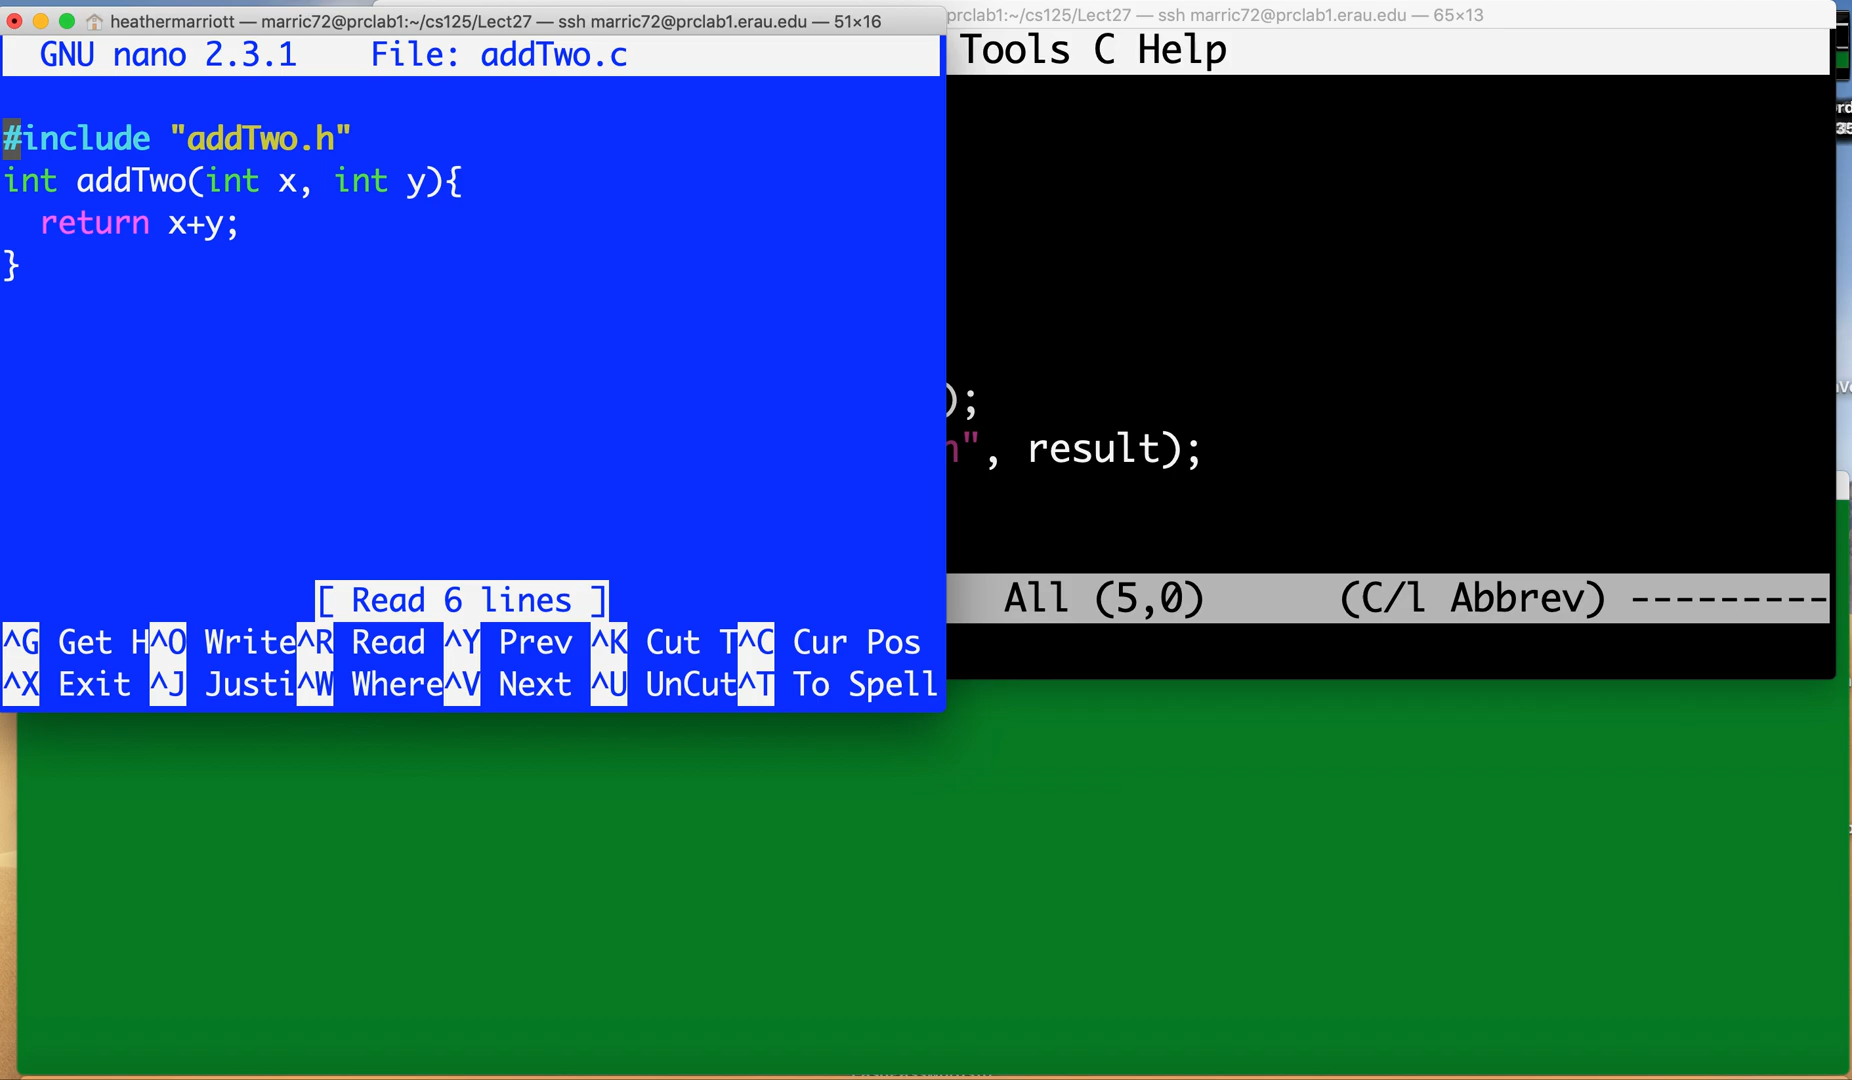 heathermarriott — marric72@prclab1:~/cs125/Lect27 — ssh marric72@prclab1.erau.edu — 51×16
prclab1:~/cs125/Lect27 — ssh marric72@prclab1.erau.edu — 65×13
GNU nano 2.3.1 File: addTwo.c
Tools C Help
#include "addTwo.h"
int addTwo(int x, int y){
return x+y;
}
);
n", result);
[ Read 6 lines ]
All (5,0) (C/l Abbrev) ---------
^G Get H^O Write^R Read ^Y Prev ^K Cut T^C Cur Pos
^X Exit ^J Justi^W Where^V Next ^U UnCut^T To Spell